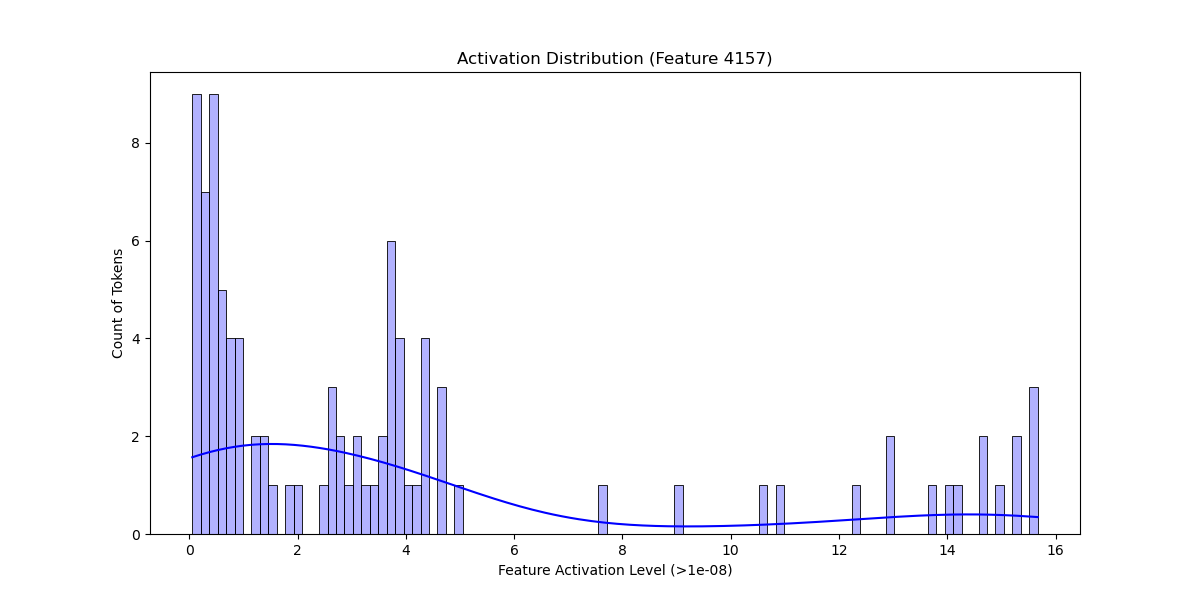 Activation Distribution (Feature 4157)
Count of Tokens
8
6
4
2
0
0 2 4 6 8 10 12 14 16
Feature Activation Level (>1e-08)